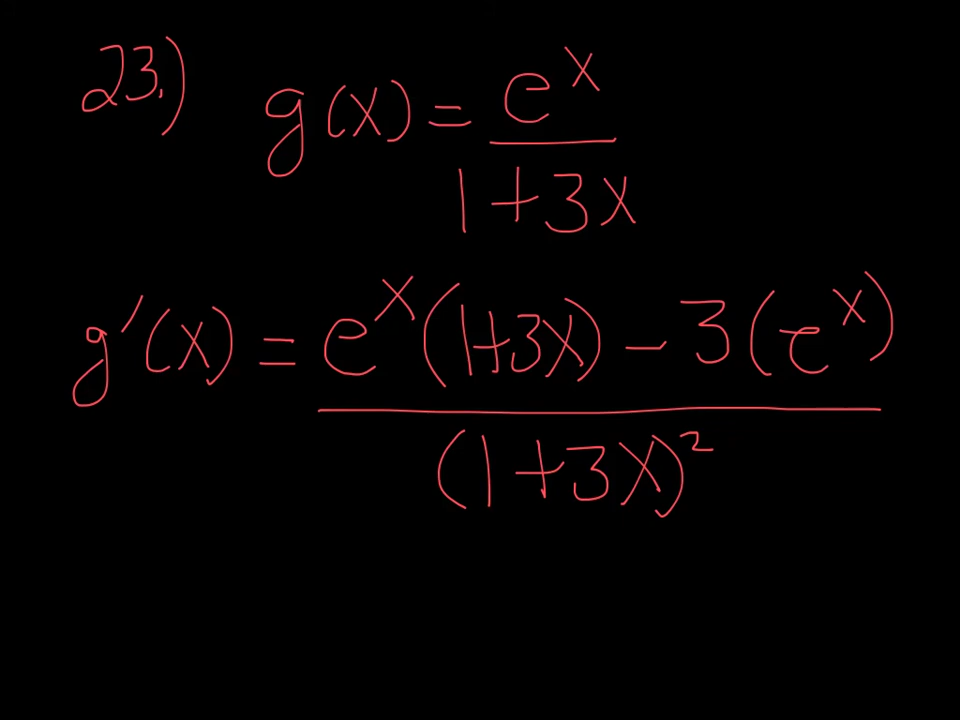 23.) g(x) = e^x / (1+3x)
g'(x) = (e^x(1+3x) - 3(e^x)) / (1+3x)^2